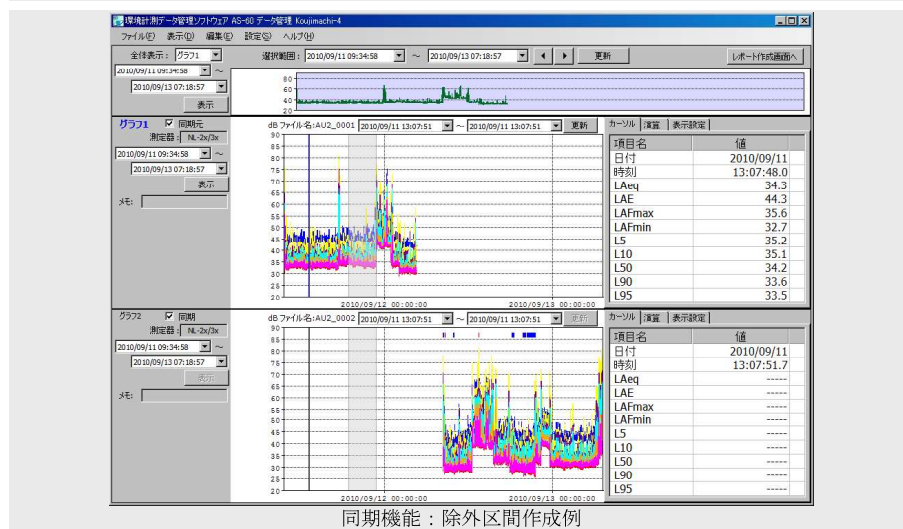 環境計測データ管理ソフトウェア AS-60 データ管理 Koujimachi-4
ファイル(F) 表示(D) 編集(E) 設定(S) ヘルプ(H)
全体表示： グラフ1 選択範囲： 2010/09/11 09:34:58 ～ 2010/09/13 07:18:57 更新 レポート作成画面へ
2010/09/11 09:34:58 ～
2010/09/13 07:18:57
表示
80
60
40
20
グラフ1 同期元
測定器： NL-2x/3x
2010/09/11 09:34:58 ～
2010/09/13 07:18:57
表示
メモ：
dB ファイル名:AU2_0001 2010/09/11 13:07:51 ～ 2010/09/11 13:07:51 更新
90
85
80
75
70
65
60
55
50
45
40
35
30
25
20
2010/09/12 00:00:00 2010/09/13 00:00:00
カーソル 演算 表示設定
項目名 値
日付 2010/09/11
時刻 13:07:48.0
LAeq 34.3
LAE 44.3
LAFmax 35.6
LAFmin 32.7
L5 35.2
L10 35.1
L50 34.2
L90 33.6
L95 33.5
グラフ2 同期
測定器： NL-2x/3x
2010/09/11 09:34:58 ～
2010/09/13 07:18:57
表示
メモ：
dB ファイル名:AU2_0002 2010/09/11 13:07:51 ～ 2010/09/11 13:07:51 更新
90
85
80
75
70
65
60
55
50
45
40
35
30
25
20
2010/09/12 00:00:00 2010/09/13 00:00:00
カーソル 演算 表示設定
項目名 値
日付 2010/09/11
時刻 13:07:51.7
LAeq -----
LAE -----
LAFmax -----
LAFmin -----
L5 -----
L10 -----
L50 -----
L90 -----
L95 -----
同期機能：除外区間作成例